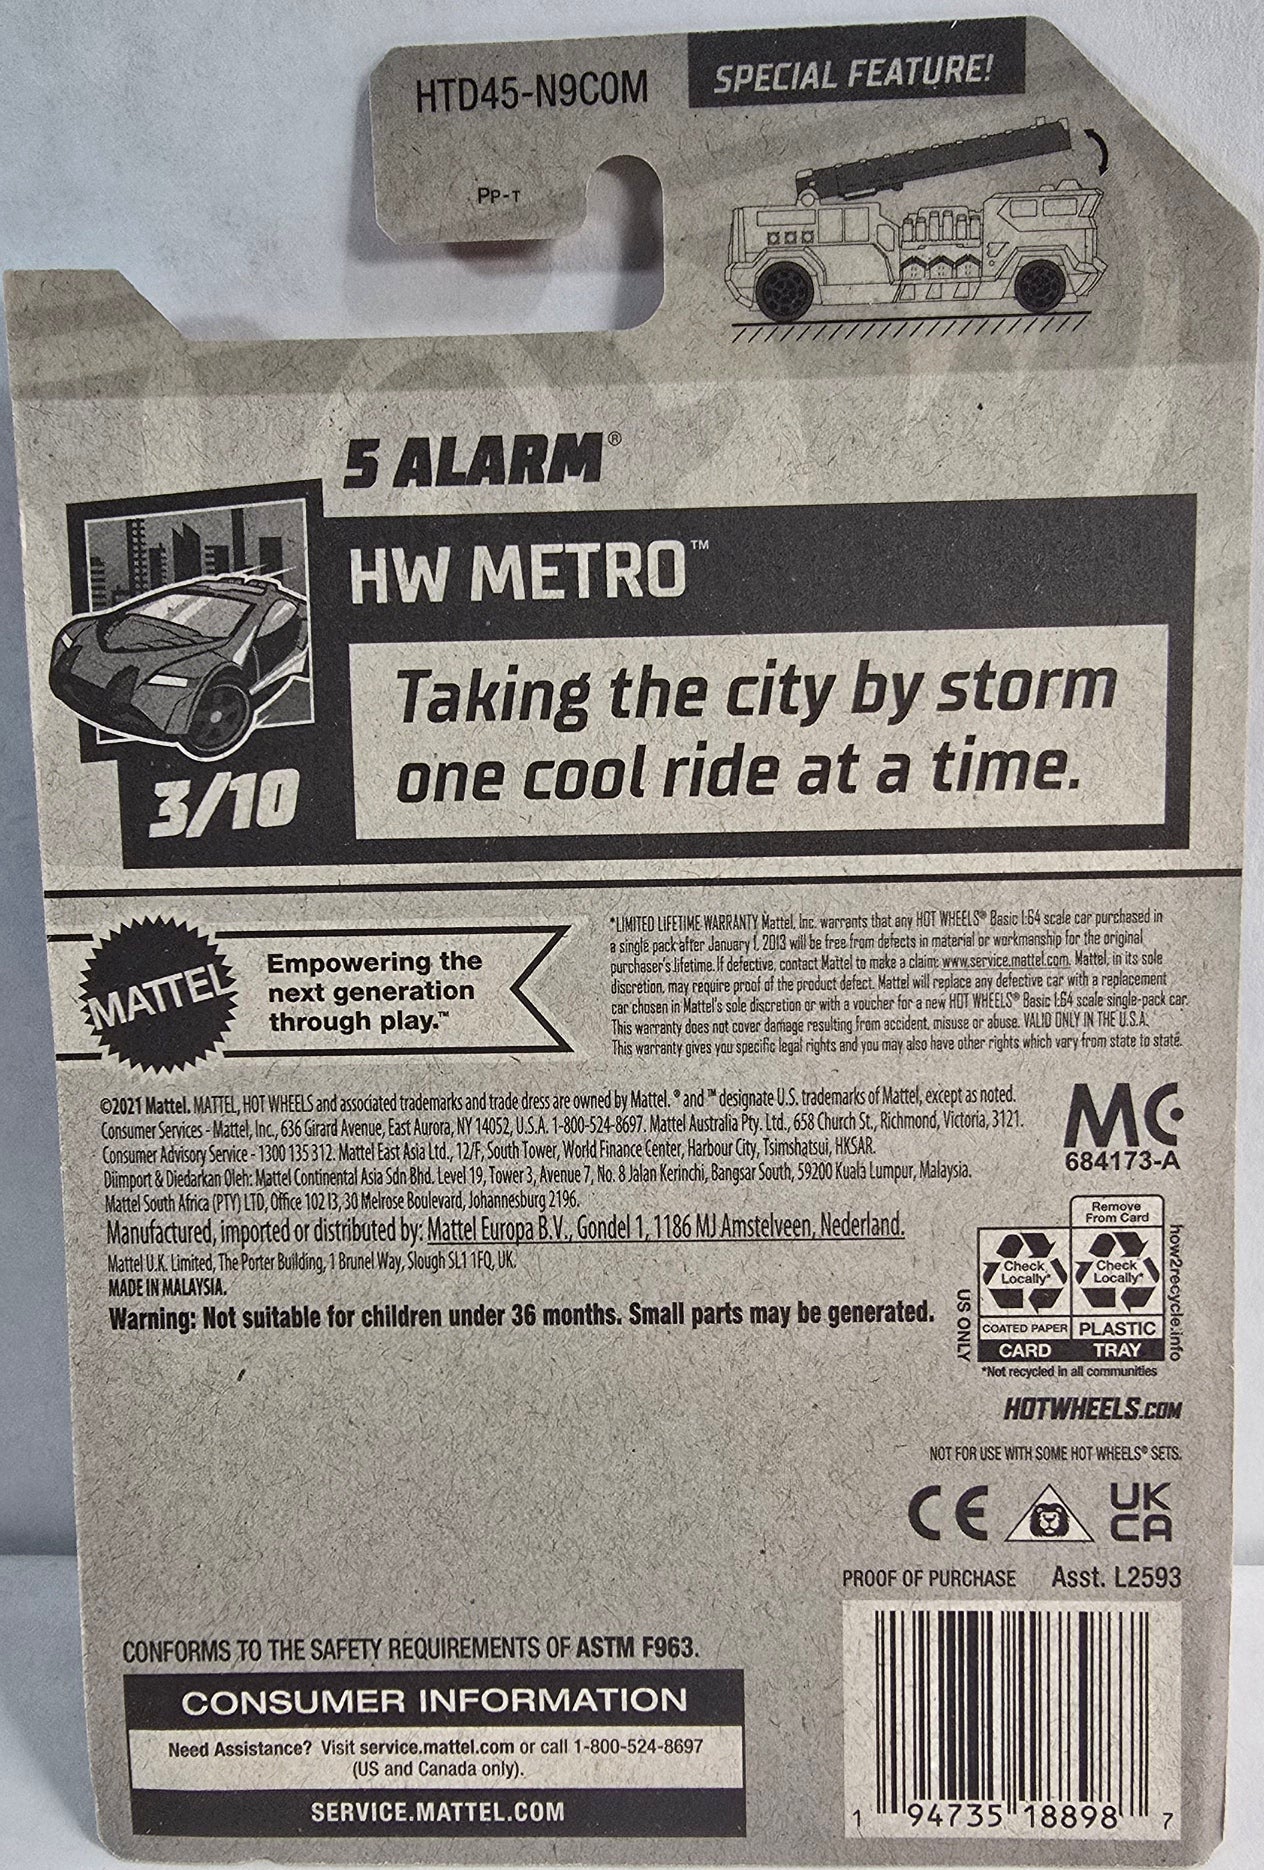 HTD45-N9C0M
SPECIAL FEATURE!
PP-T
5 ALARM®
HW METRO™
Taking the city by storm
one cool ride at a time.
3/10
MATTEL
Empowering the
next generation
through play.™
*LIMITED LIFETIME WARRANTY Mattel, Inc. warrants that any HOT WHEELS® Basic 1:64 scale car purchased in
a single pack after January 1, 2013 will be free from defects in material or workmanship for the original
purchaser's lifetime. If defective, contact Mattel to make a claim: www.service.mattel.com. Mattel, in its sole
discretion, may require proof of the product defect. Mattel will replace any defective car with a replacement
car chosen in Mattel's sole discretion or with a voucher for a new HOT WHEELS® Basic 1:64 scale single-pack car.
This warranty does not cover damage resulting from accident, misuse or abuse. VALID ONLY IN THE U.S.A.
This warranty gives you specific legal rights and you may also have other rights which vary from state to state.
©2021 Mattel. MATTEL, HOT WHEELS and associated trademarks and trade dress are owned by Mattel. ® and ™ designate U.S. trademarks of Mattel, except as noted.
Consumer Services - Mattel, Inc., 636 Girard Avenue, East Aurora, NY 14052, U.S.A. 1-800-524-8697. Mattel Australia Pty. Ltd., 658 Church St., Richmond, Victoria, 3121.
Consumer Advisory Service - 1300 135 312. Mattel East Asia Ltd., 12/F, South Tower, World Finance Center, Harbour City, Tsimshatsui, HKSAR.
Diimport & Diedarkan Oleh: Mattel Continental Asia Sdn Bhd. Level 19, Tower 3, Avenue 7, No. 8 Jalan Kerinchi, Bangsar South, 59200 Kuala Lumpur, Malaysia.
Mattel South Africa (PTY) LTD, Office 102 I3, 30 Melrose Boulevard, Johannesburg 2196.
Manufactured, imported or distributed by: Mattel Europa B.V., Gondel 1, 1186 MJ Amstelveen, Nederland.
Mattel U.K. Limited, The Porter Building, 1 Brunel Way, Slough SL1 1FQ, UK.
MADE IN MALAYSIA.
Warning: Not suitable for children under 36 months. Small parts may be generated.
MC
684173-A
Remove
From Card
Check
Locally*
Check
Locally*
COATED PAPER
PLASTIC
CARD
TRAY
US ONLY
how2recycle.info
*Not recycled in all communities
HOTWHEELS.COM
NOT FOR USE WITH SOME HOT WHEELS® SETS.
CE
UK
CA
PROOF OF PURCHASE
Asst. L2593
CONFORMS TO THE SAFETY REQUIREMENTS OF ASTM F963.
CONSUMER INFORMATION
Need Assistance? Visit service.mattel.com or call 1-800-524-8697
(US and Canada only).
SERVICE.MATTEL.COM
1 94735 18898 7